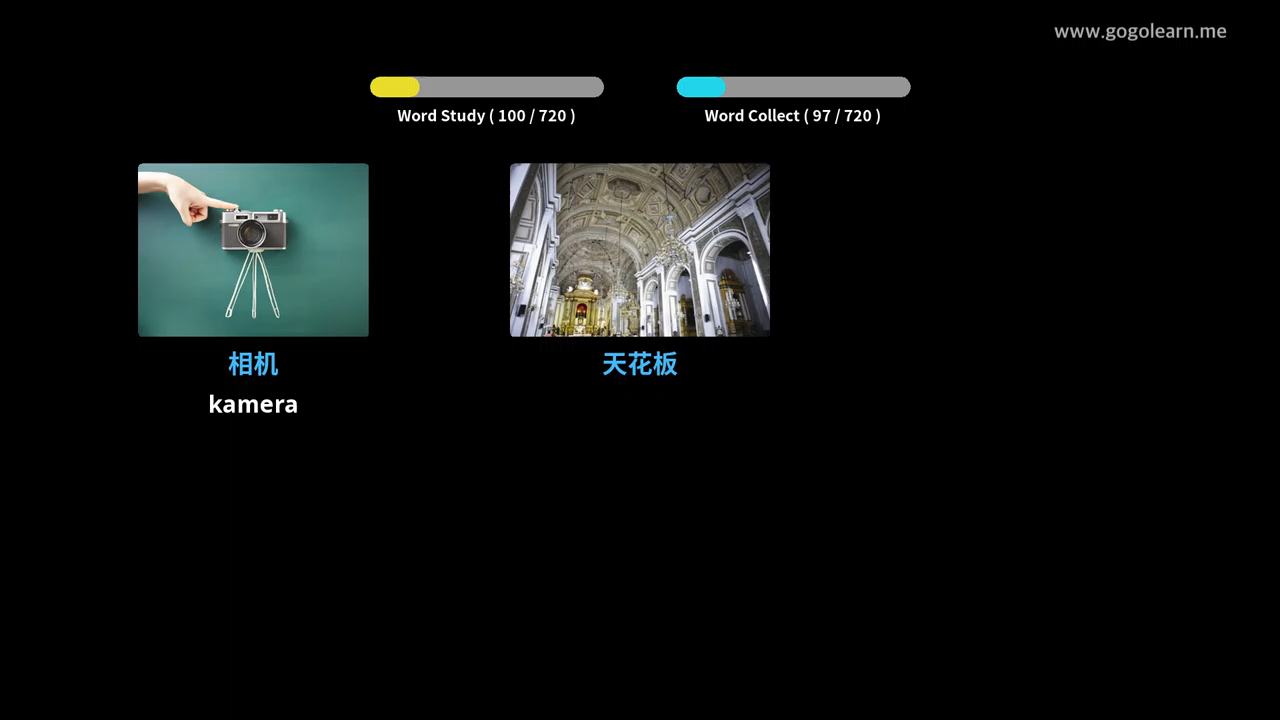 www.gogolearn.me
Word Study ( 100 / 720 )
Word Collect ( 97 / 720 )
相机
kamera
天花板